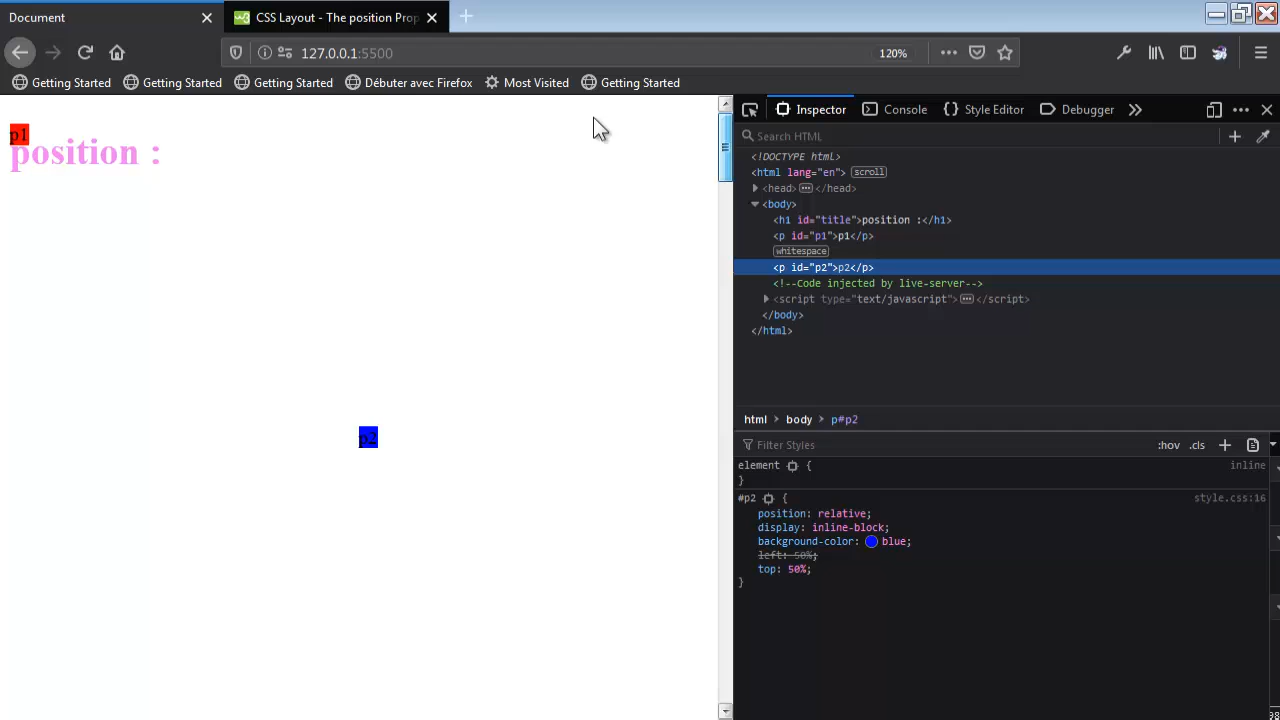 Document
CSS Layout - The position Prop
127.0.0.1:5500
120%
Getting Started
Getting Started
Getting Started
Débuter avec Firefox
Most Visited
Getting Started
p1
position :
p2
Inspector
Console
Style Editor
Debugger
Search HTML
<!DOCTYPE html>
<html lang="en"> scroll
<head> ••• </head>
<body>
<h1 id="title">position :</h1>
<p id="p1">p1</p>
whitespace
<p id="p2">p2</p>
<!--Code injected by live-server-->
<script type="text/javascript"> ••• </script>
</body>
</html>
html > body > p#p2
Filter Styles
:hov .cls +
element {
inline
}
#p2 {
style.css:16
position: relative;
display: inline-block;
background-color: blue;
left: 50%;
top: 50%;
}